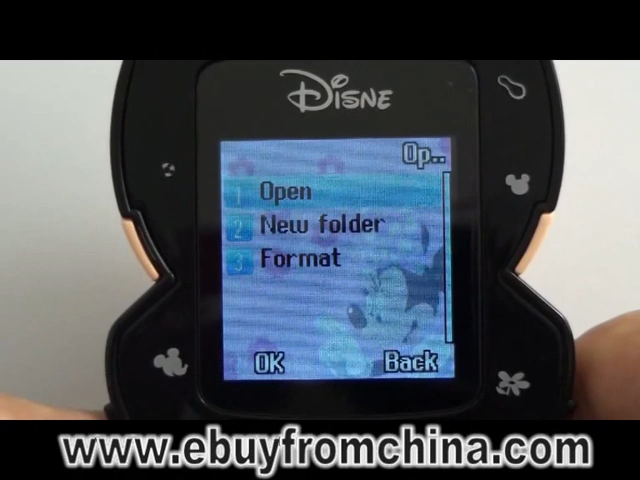 DISNE
Op..
1 Open
2 New folder
3 Format
OK Back
www.ebuyfromchina.com